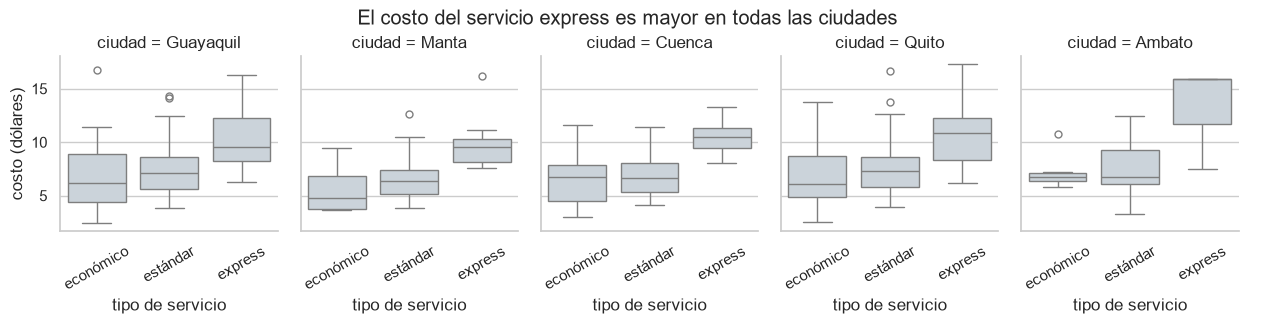 El costo del servicio express es mayor en todas las ciudades
ciudad = Guayaquil
ciudad = Manta
ciudad = Cuenca
ciudad = Quito
ciudad = Ambato
costo (dólares)
15
10
5
económico
estándar
express
económico
estándar
express
económico
estándar
express
económico
estándar
express
económico
estándar
express
tipo de servicio
tipo de servicio
tipo de servicio
tipo de servicio
tipo de servicio